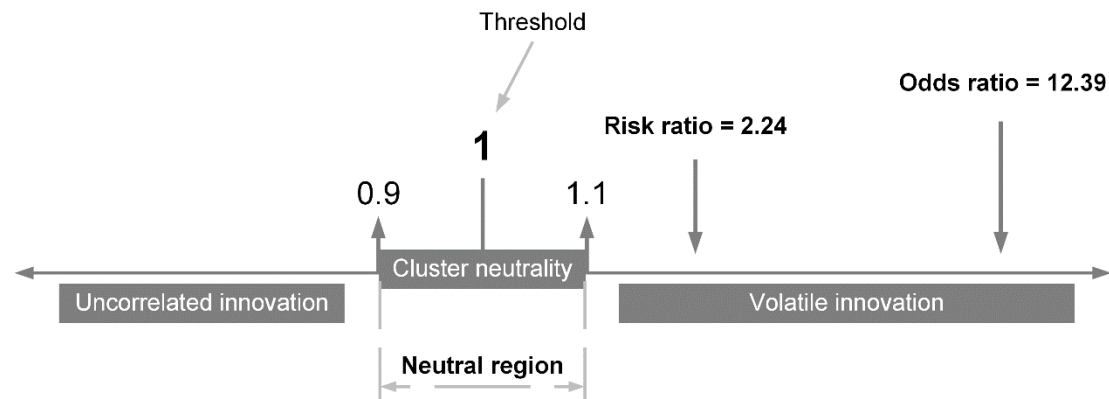 Threshold
Odds ratio = 12.39
Risk ratio = 2.24
1
0.9
1.1
Cluster neutrality
Uncorrelated innovation
Volatile innovation
Neutral region